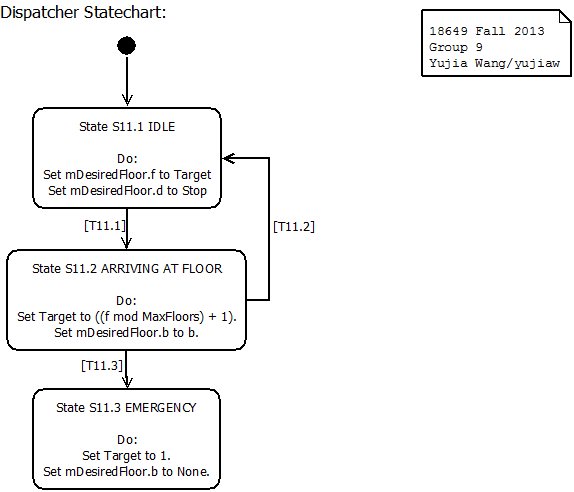 Dispatcher Statechart:
18649 Fall 2013
Group 9
Yujia Wang/yujiaw
State S11.1 IDLE
Do:
Set mDesiredFloor.f to Target
Set mDesiredFloor.d to Stop
[T11.1]
[T11.2]
State S11.2 ARRIVING AT FLOOR
Do:
Set Target to ((f mod MaxFloors) + 1).
Set mDesiredFloor.b to b.
[T11.3]
State S11.3 EMERGENCY
Do:
Set Target to 1.
Set mDesiredFloor.b to None.